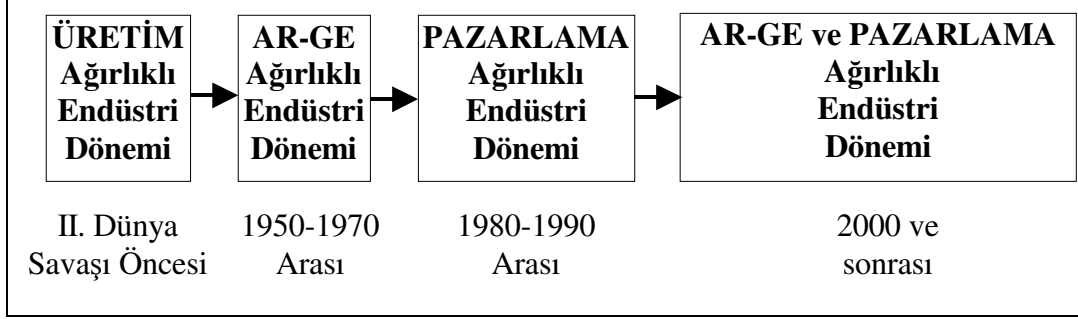 ÜRETİM
Ağırlıklı
Endüstri
Dönemi
AR-GE
Ağırlıklı
Endüstri
Dönemi
PAZARLAMA
Ağırlıklı
Endüstri
Dönemi
AR-GE ve PAZARLAMA
Ağırlıklı
Endüstri
Dönemi
II. Dünya
Savaşı Öncesi
1950-1970
Arası
1980-1990
Arası
2000 ve
sonrası